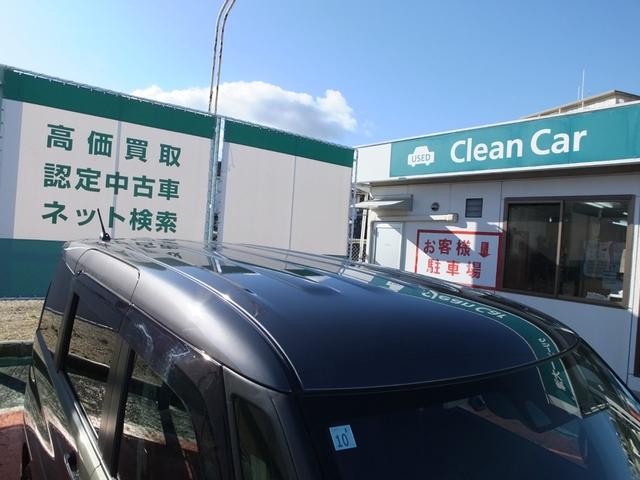 高価買取
認定中古車
ネット検索
USED
Clean Car
お客様
駐車場
10